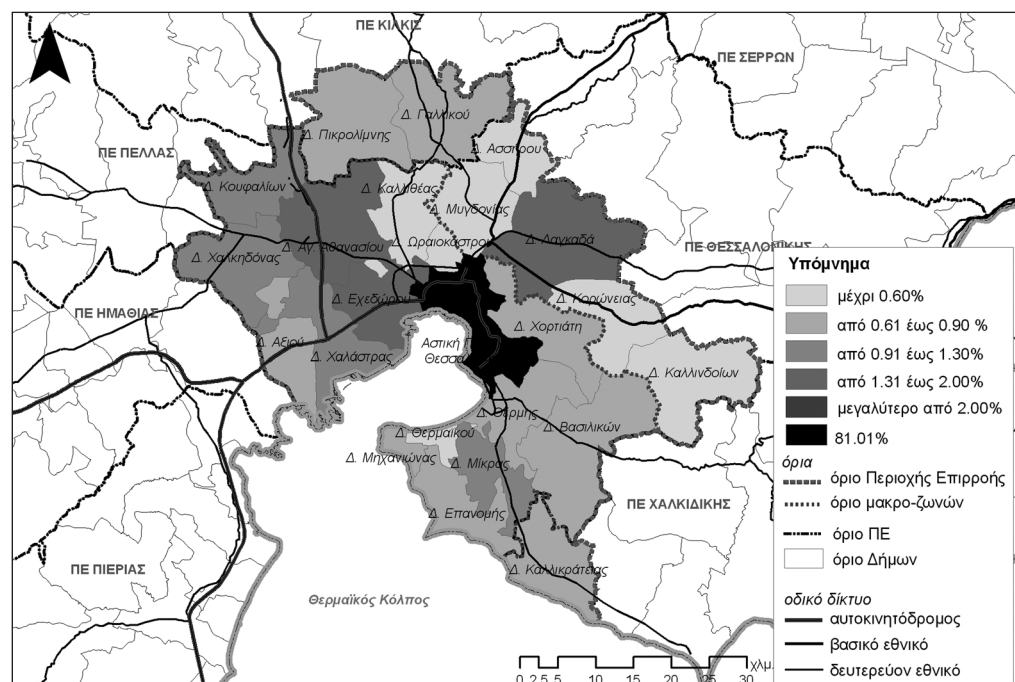 ΠΕ ΚΙΛΚΙΣ
ΠΕ ΣΕΡΡΩΝ
Δ. Γαλλικού
Δ. Πικρολίμνης
Δ. Ασσήρου
ΠΕ ΠΕΛΛΑΣ
Δ. Κουφαλίων
Δ. Καλλιθέας
Δ. Μυγδονίας
Δ. Αγ. Αθανασίου
Δ. Ωραιοκάστρου
Δ. Λαγκαδά
ΠΕ ΘΕΣΣΑΛΟΝΙΚΗΣ
Δ. Χαλκηδόνας
Δ. Εχεδώρου
Δ. Κορώνειας
ΠΕ ΗΜΑΘΙΑΣ
Δ. Χορτιάτη
Δ. Αξιού
Δ. Χαλάστρας
Αστική Π
Θεσσαλ
Δ. Καλλινδοίων
Δ. Θέρμης
Δ. Βασιλικών
Δ. Θερμαϊκού
Δ. Μηχανιώνας
Δ. Μίκρας
Δ. Επανομής
ΠΕ ΧΑΛΚΙΔΙΚΗΣ
ΠΕ ΠΙΕΡΙΑΣ
Δ. Καλλικράτειας
Θερμαϊκός Κόλπος
Υπόμνημα
μέχρι 0.60%
από 0.61 έως 0.90 %
από 0.91 έως 1.30%
από 1.31 έως 2.00%
μεγαλύτερο από 2.00%
81.01%
όρια
όριο Περιοχής Επιρροής
όριο μακρο-ζωνών
όριο ΠΕ
όριο Δήμων
οδικό δίκτυο
αυτοκινητόδρομος
βασικό εθνικό
δευτερεύον εθνικό
χλμ.
0 2.5 5 10 15 20 25 30